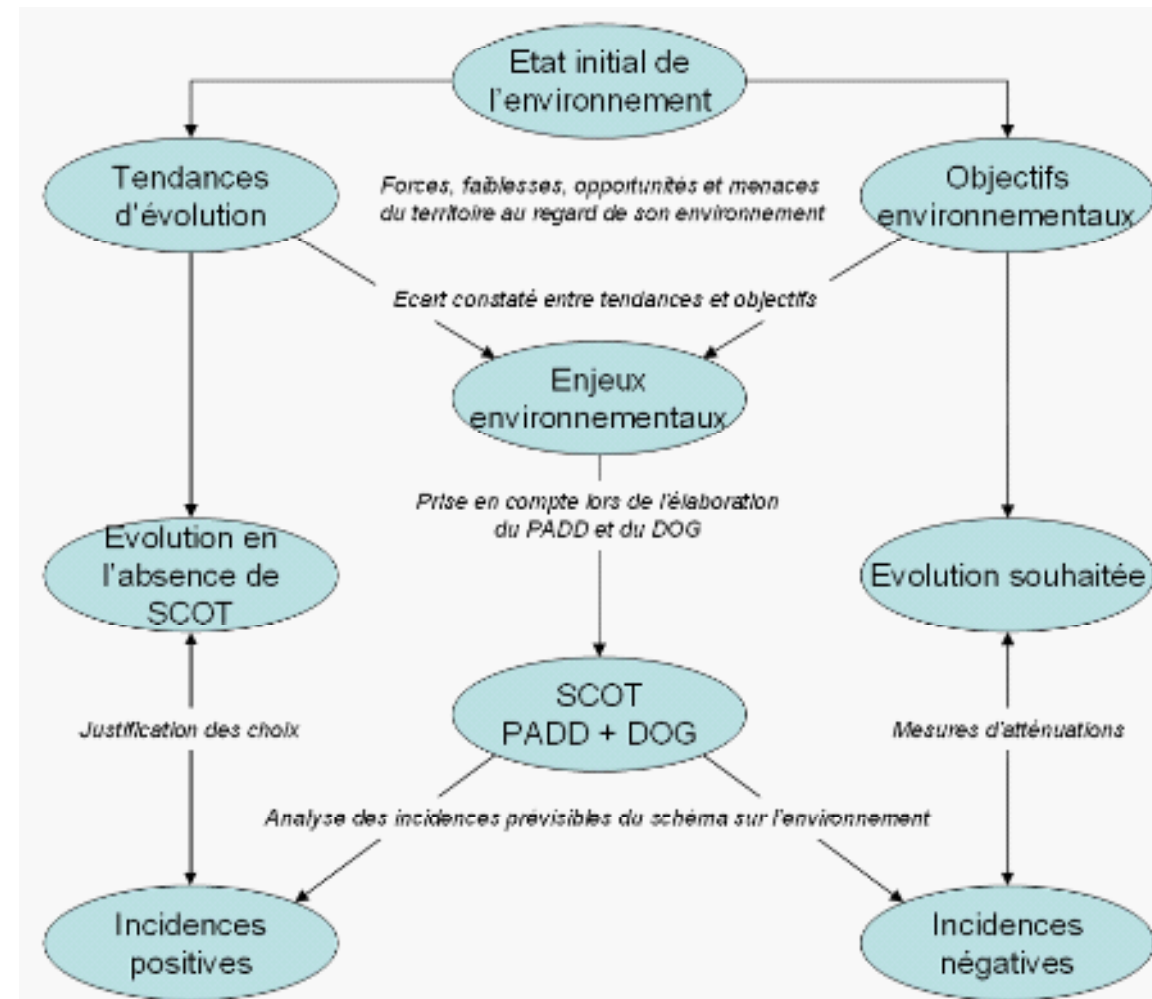 Etat initial de
l'environnement
Tendances
d'évolution
Forces, faiblesses, opportunités et menaces
du territoire au regard de son environnement
Objectifs
environnementaux
Ecart constaté entre tendances et objectifs
Enjeux
environnementaux
Prise en compte lors de l'élaboration
du PADD et du DOG
Evolution en
l'absence de
SCOT
Evolution souhaitée
SCOT
PADD + DOG
Justification des choix
Mesures d'atténuations
Analyse des incidences prévisibles du schéma sur l'environnement
Incidences
positives
Incidences
négatives